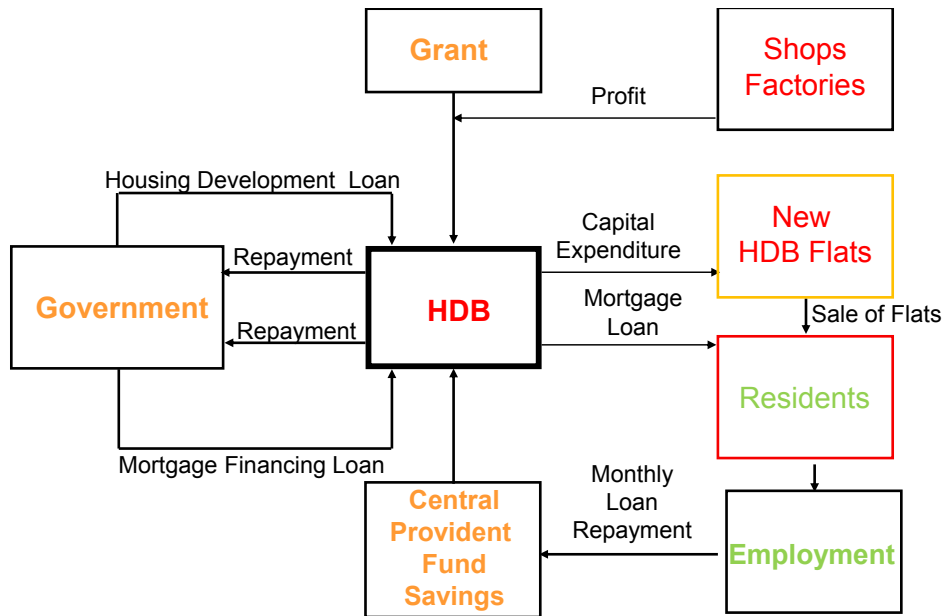 Grant
Shops
Factories
Profit
Housing Development Loan
Capital
Expenditure
New
HDB Flats
Repayment
Government
HDB
Mortgage
Loan
Sale of Flats
Repayment
Residents
Mortgage Financing Loan
Monthly
Loan
Repayment
Central
Provident
Fund
Savings
Employment